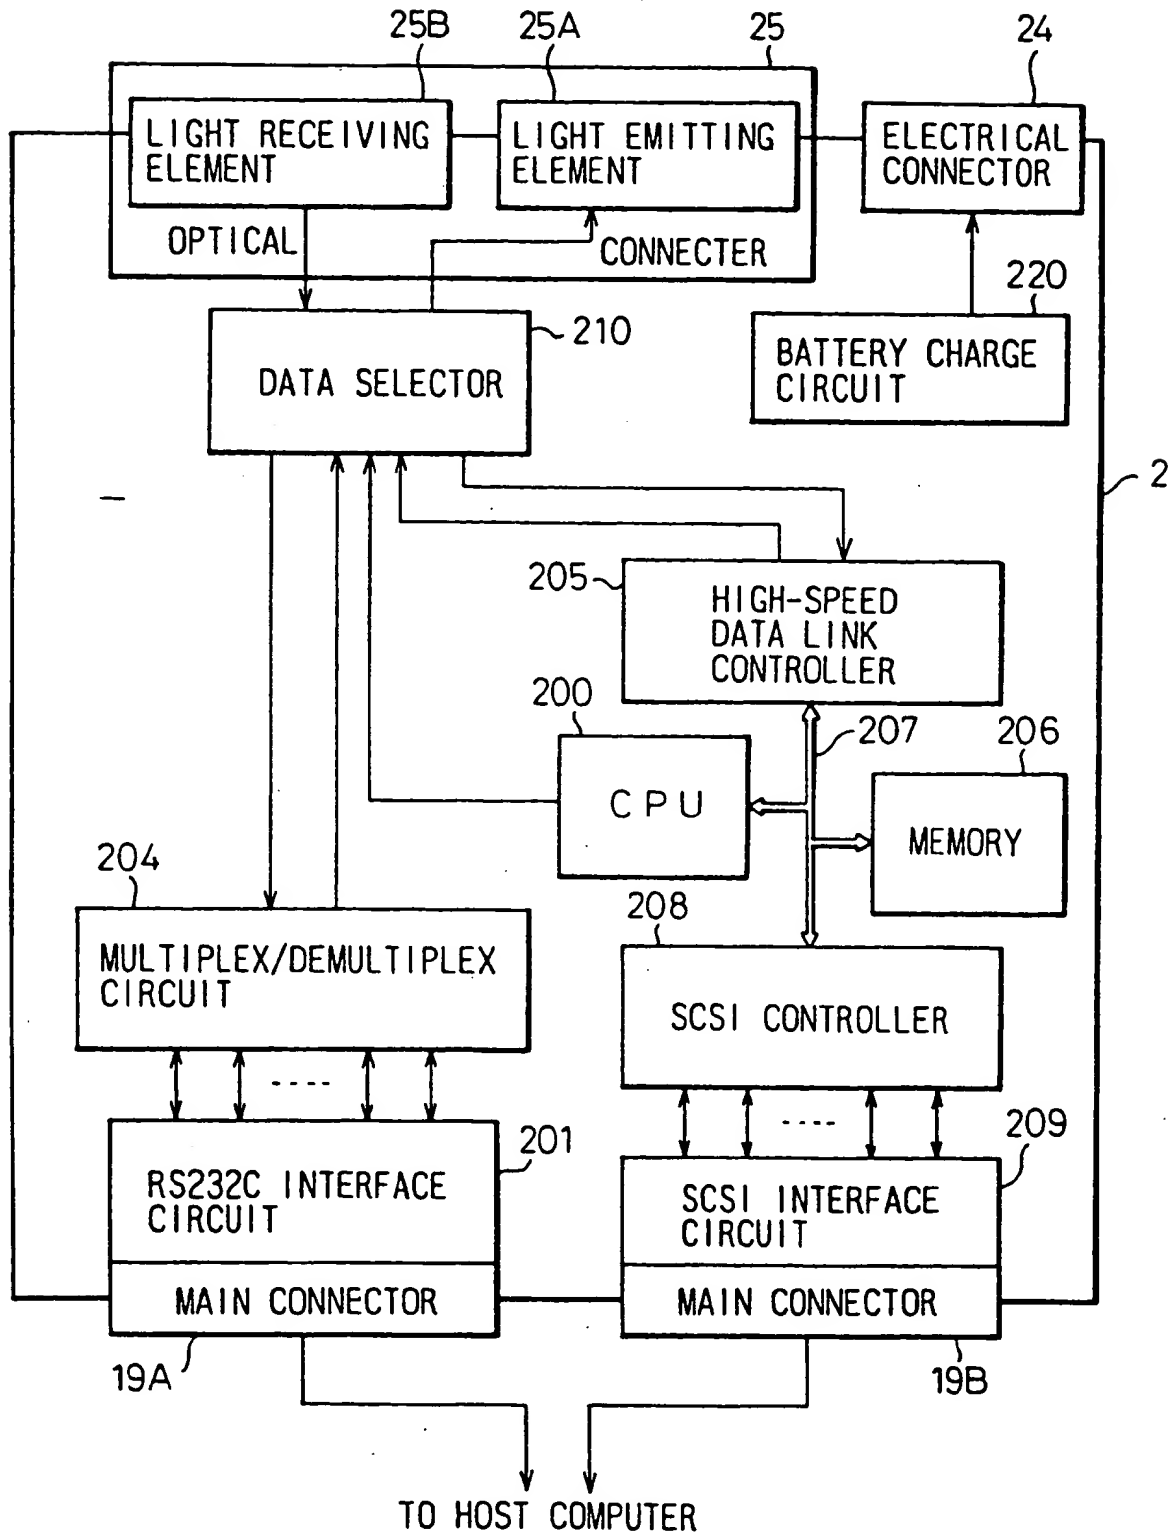 25B
25A
25
24
LIGHT RECEIVING
ELEMENT
LIGHT EMITTING
ELEMENT
ELECTRICAL
CONNECTOR
OPTICAL
CONNECTER
220
210
DATA SELECTOR
BATTERY CHARGE
CIRCUIT
2
205
HIGH-SPEED
DATA LINK
CONTROLLER
200
207
206
CPU
MEMORY
204
208
MULTIPLEX/DEMULTIPLEX
CIRCUIT
SCSI CONTROLLER
201
209
RS232C INTERFACE
CIRCUIT
SCSI INTERFACE
CIRCUIT
MAIN CONNECTOR
MAIN CONNECTOR
19A
19B
TO HOST COMPUTER